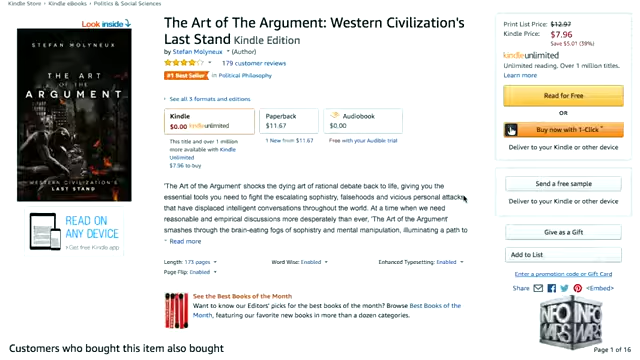 Kindle Store › Kindle eBooks › Politics & Social Sciences
Look inside
STEFAN MOLYNEUX
THE ART
OF THE
ARGUMENT
WESTERN CIVILIZATION'S
LAST STAND
READ ON
ANY DEVICE
Get free Kindle app
The Art of The Argument: Western Civilization's
Last Stand Kindle Edition
by Stefan Molyneux (Author)
179 customer reviews
#1 Best Seller in Political Philosophy
See all 3 formats and editions
Kindle
$0.00 kindleunlimited
This title and over 1 million
more available with Kindle
Unlimited
$7.96 to buy
Paperback
$11.67
1 New from $11.67
Audiobook
$0.00
Free with your Audible trial
'The Art of the Argument' shocks the dying art of rational debate back to life, giving you the
essential tools you need to fight the escalating sophistry, falsehoods and vicious personal attacks
that have displaced intelligent conversations throughout the world. At a time when we need
reasonable and empirical discussions more desperately than ever, 'The Art of the Argument'
smashes through the brain-eating fogs of sophistry and mental manipulation, illuminating a path to
Read more
Length: 173 pages
Word Wise: Enabled
Enhanced Typesetting: Enabled
Page Flip: Enabled
See the Best Books of the Month
Want to know our Editors' picks for the best books of the month? Browse Best Books of the
Month, featuring our favorite new books in more than a dozen categories.
Print List Price: $12.97
Kindle Price: $7.96
Save $5.01 (39%)
kindleunlimited
Unlimited reading. Over 1 million titles.
Learn more
Read for Free
OR
Buy now with 1-Click
Deliver to your Kindle or other device
Send a free sample
Deliver to your Kindle or other device
Give as a Gift
Add to List
Enter a promotion code or Gift Card
Share <Embed>
INFO INFO
WARS WARS
Customers who bought this item also bought
Page 1 of 16